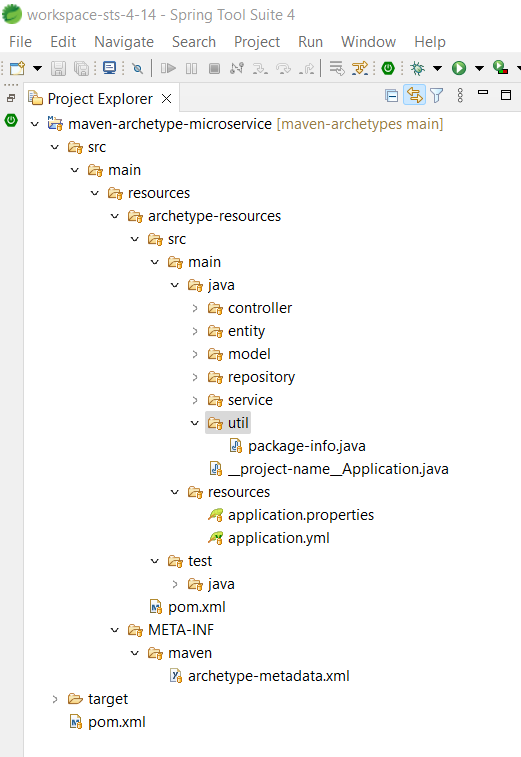 workspace-sts-4-14 - Spring Tool Suite 4
File Edit Navigate Search Project Run Window Help
Project Explorer
maven-archetype-microservice [maven-archetypes main]
src
main
resources
archetype-resources
src
main
java
controller
entity
model
repository
service
util
package-info.java
__project-name__Application.java
resources
application.properties
application.yml
test
java
pom.xml
META-INF
maven
archetype-metadata.xml
target
pom.xml